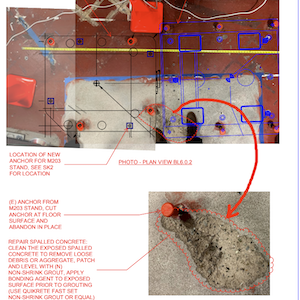 LOCATION OF NEW
ANCHOR FOR M203
STAND, SEE SK2
FOR LOCATION.
PHOTO - PLAN VIEW BL6.0.2
(E) ANCHOR FROM
M203 STAND, CUT
ANCHOR AT FLOOR
SURFACE AND
ABANDON IN PLACE.
REPAIR SPALLED CONCRETE
CLEAN THE EXPOSED SPALLED
CONCRETE TO REMOVE LOOSE
DEBRIS OR AGGREGATE, PATCH
AND LEVEL WITH (N)
NON-SHRINK GROUT, APPLY
BONDING AGENT TO EXPOSED
SURFACE PRIOR TO GROUTING
(USE QUIKRETE FAST SET
NON-SHRINK GROUT OR EQUAL)